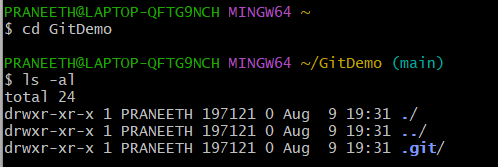 PRANEETH@LAPTOP-QFTG9NCH MINGW64 ~
$ cd GitDemo

PRANEETH@LAPTOP-QFTG9NCH MINGW64 ~/GitDemo (main)
$ ls -al
total 24
drwxr-xr-x 1 PRANEETH 197121 0 Aug  9 19:31 ./
drwxr-xr-x 1 PRANEETH 197121 0 Aug  9 19:31 ../
drwxr-xr-x 1 PRANEETH 197121 0 Aug  9 19:31 .git/